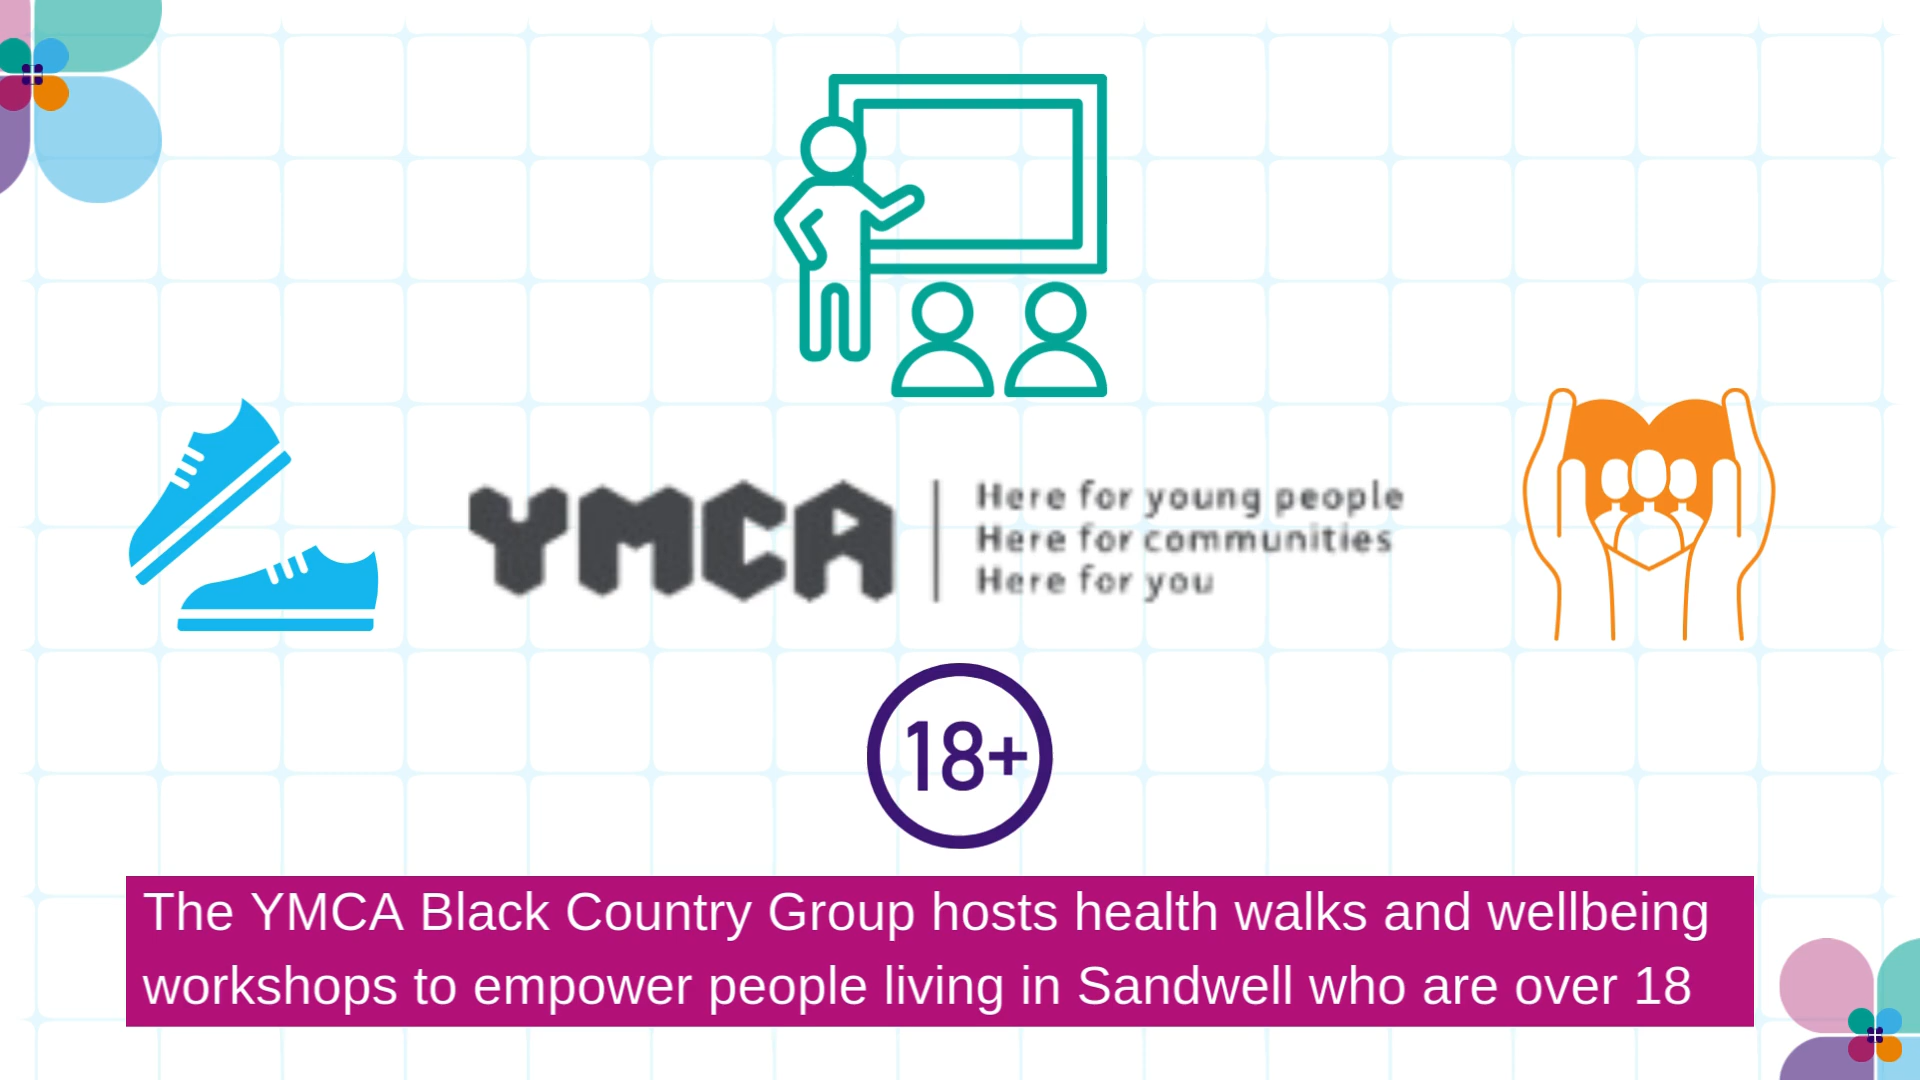 YMCA
Here for young people
Here for communities
Here for you
18+
The YMCA Black Country Group hosts health walks and wellbeing
workshops to empower people living in Sandwell who are over 18